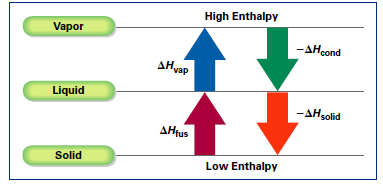 High Enthalpy
Vapor
−ΔHcond
ΔHvap
Liquid
−ΔHsolid
ΔHfus
Solid
Low Enthalpy